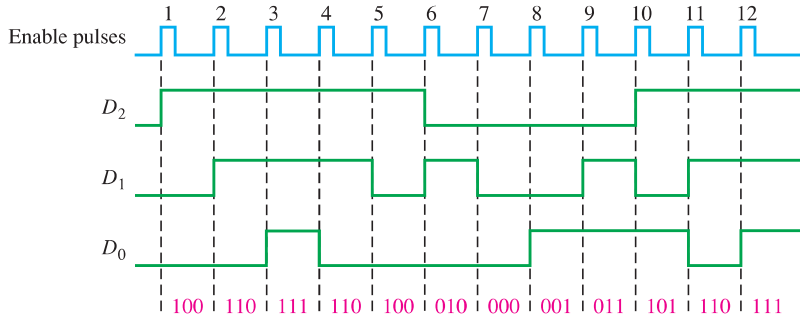 1 2 3 4 5 6 7 8 9 10 11 12
Enable pulses
D₂
D₁
D₀
100 110 111 110 100 010 000 001 011 101 110 111